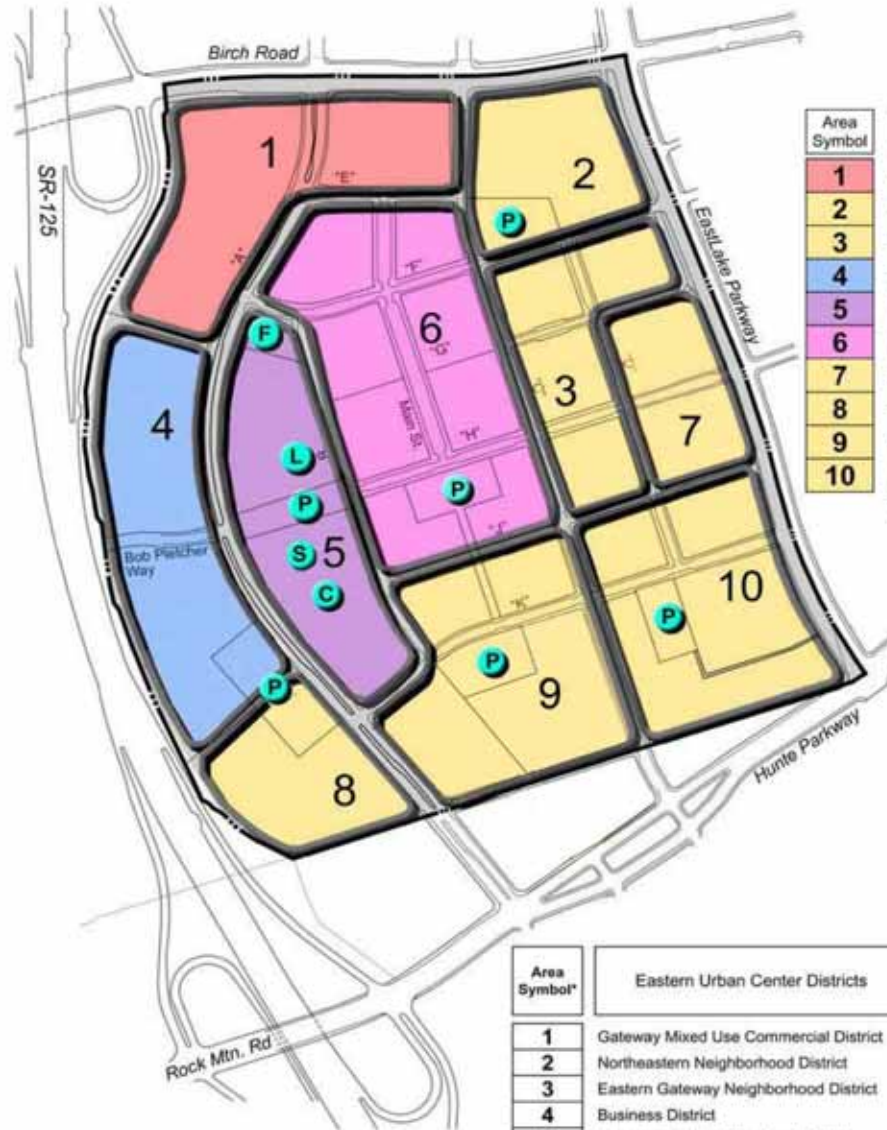 Birch Road
SR-125
EastLake Parkway
1
"E"
"A"
2
P
Area
Symbol
1
2
3
4
5
6
7
8
9
10
"F"
F
6
"G"
3
7
4
Main St.
"H"
L
P
P
Bob Pletcher
Way
S
5
C
10
"K"
P
P
P
9
8
Hunte Parkway
Rock Mtn. Rd
Area
Symbol*
Eastern Urban Center Districts
1
Gateway Mixed Use Commercial District
2
Northeastern Neighborhood District
3
Eastern Gateway Neighborhood District
4
Business District